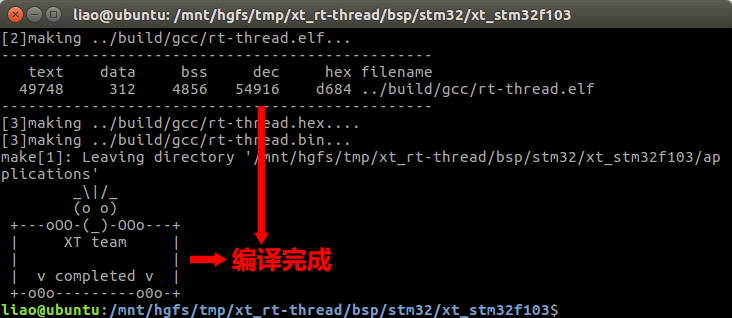 liao@ubuntu: /mnt/hgfs/tmp/xt_rt-thread/bsp/stm32/xt_stm32f103
[2]making ../build/gcc/rt-thread.elf...
------------------------------------------------
   text    data     bss     dec     hex filename
  49748     312    4856   54916    d684 ../build/gcc/rt-thread.elf
------------------------------------------------
[3]making ../build/gcc/rt-thread.hex....
[3]making ../build/gcc/rt-thread.bin...
make[1]: Leaving directory '/mnt/hgfs/tmp/xt_rt-thread/bsp/stm32/xt_stm32f103/ap
plications'
        _\|/_
        (o o)
 +---oOO-(_)-OOo---+
 |     XT team     |
 |                 |
 |  v completed v  |
 +-o0o---------o0o-+
编译完成
liao@ubuntu:/mnt/hgfs/tmp/xt_rt-thread/bsp/stm32/xt_stm32f103$